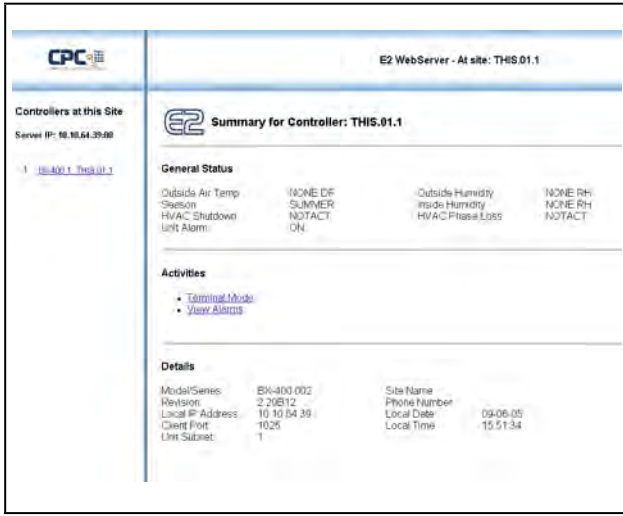 CPC
E2 WebServer - At site: THIS.01.1
Controllers at this Site
Server IP: 10.10.64.39:80
1 BX-400 1 THIS.01.1
E2 Summary for Controller: THIS.01.1
General Status
Outside Air Temp NONE DF Outside Humidity NONE RH
Season SUMMER Inside Humidity NONE RH
HVAC Shutdown NOTACT HVAC Phase Loss NOTACT
Unit Alarm ON
Activities
• Terminal Mode
• View Alarms
Details
Model/Series BX-400 002 Site Name
Revision 2.20B12 Phone Number
Local IP Address 10.10.64.39 Local Date 09-06-05
Client Port 1025 Local Time 15:51:34
Unit Subnet 1